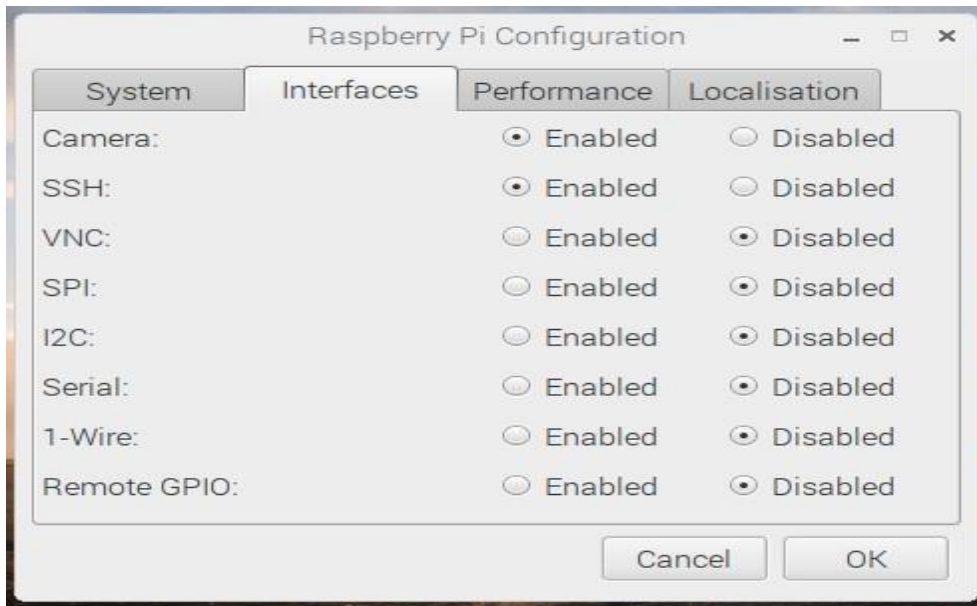 Raspberry Pi Configuration
System Interfaces Performance Localisation
Camera: Enabled Disabled
SSH: Enabled Disabled
VNC: Enabled Disabled
SPI: Enabled Disabled
I2C: Enabled Disabled
Serial: Enabled Disabled
1-Wire: Enabled Disabled
Remote GPIO: Enabled Disabled
Cancel OK